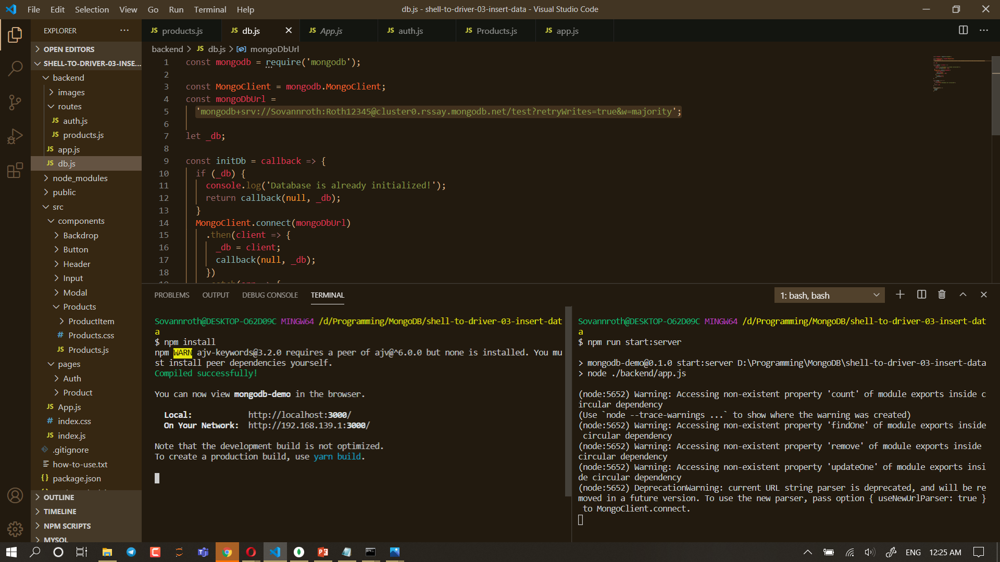 File Edit Selection View Go Run Terminal Help
db.js - shell-to-driver-03-insert-data - Visual Studio Code
EXPLORER
OPEN EDITORS
SHELL-TO-DRIVER-03-INSE...
backend
images
routes
JS auth.js
JS products.js
JS app.js
JS db.js
node_modules
public
src
components
Backdrop
Button
Header
Input
Modal
Products
ProductItem
# Products.css
JS Products.js
pages
Auth
Product
JS App.js
# index.css
JS index.js
.gitignore
how-to-use.txt
{} package.json
OUTLINE
TIMELINE
NPM SCRIPTS
MYSQL
JS products.js
JS db.js
JS App.js
JS auth.js
JS Products.js
JS app.js
backend > JS db.js > mongoDbUrl
1 const mongodb = require('mongodb');
2
3 const MongoClient = mongodb.MongoClient;
4 const mongoDbUrl =
5 'mongodb+srv://Sovannroth:Roth12345@cluster0.rssay.mongodb.net/test?retryWrites=true&w=majority';
6
7 let _db;
8
9 const initDb = callback => {
10 if (_db) {
11 console.log('Database is already initialized!');
12 return callback(null, _db);
13 }
14 MongoClient.connect(mongoDbUrl)
15 .then(client => {
16 _db = client;
17 callback(null, _db);
18 })
PROBLEMS OUTPUT DEBUG CONSOLE TERMINAL
1: bash, bash
Sovannroth@DESKTOP-O62D09C MINGW64 /d/Programming/MongoDB/shell-to-driver-03-insert-dat
a
$ npm install
npm WARN ajv-keywords@3.2.0 requires a peer of ajv@^6.0.0 but none is installed. You mu
st install peer dependencies yourself.
Compiled successfully!
You can now view mongodb-demo in the browser.
Local: http://localhost:3000/
On Your Network: http://192.168.139.1:3000/
Note that the development build is not optimized.
To create a production build, use yarn build.
Sovannroth@DESKTOP-O62D09C MINGW64 /d/Programming/MongoDB/shell-to-driver-03-insert-dat
a
$ npm run start:server
> mongodb-demo@0.1.0 start:server D:\Programming\MongoDB\shell-to-driver-03-insert-data
> node ./backend/app.js
(node:5652) Warning: Accessing non-existent property 'count' of module exports inside c
ircular dependency
(Use `node --trace-warnings ...` to show where the warning was created)
(node:5652) Warning: Accessing non-existent property 'findOne' of module exports inside
circular dependency
(node:5652) Warning: Accessing non-existent property 'remove' of module exports inside
circular dependency
(node:5652) Warning: Accessing non-existent property 'updateOne' of module exports insi
de circular dependency
(node:5652) DeprecationWarning: current URL string parser is deprecated, and will be re
moved in a future version. To use the new parser, pass option { useNewUrlParser: true }
to MongoClient.connect.
ENG 12:25 AM